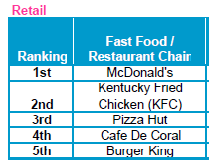 Retail
Ranking Fast Food / Restaurant Chain
1st McDonald's
2nd Kentucky Fried Chicken (KFC)
3rd Pizza Hut
4th Cafe De Coral
5th Burger King